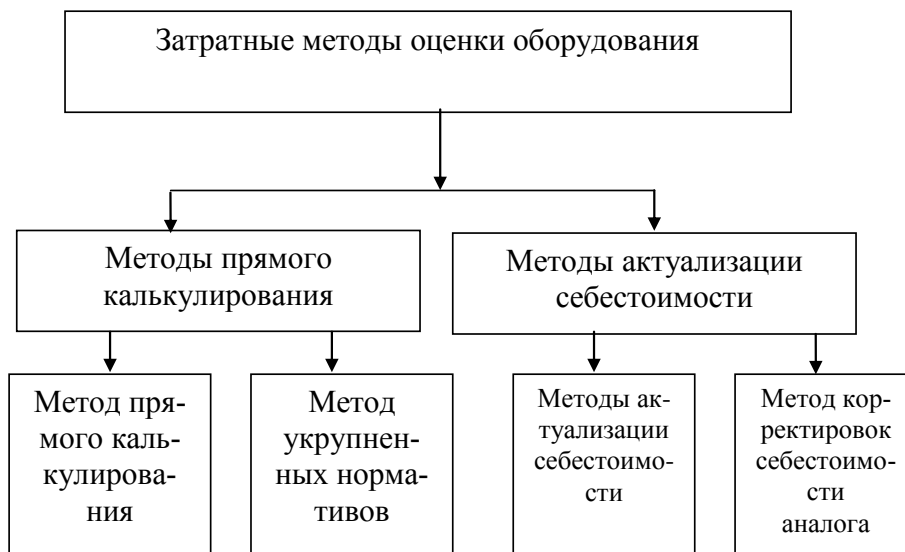 Затратные методы оценки оборудования
Методы прямого
калькулирования
Методы актуализации
себестоимости
Метод пря-
мого каль-
кулирова-
ния
Метод
укрупнен-
ных норма-
тивов
Методы ак-
туализации
себестоимо-
сти
Метод кор-
ректировок
себестоимо-
сти
аналога